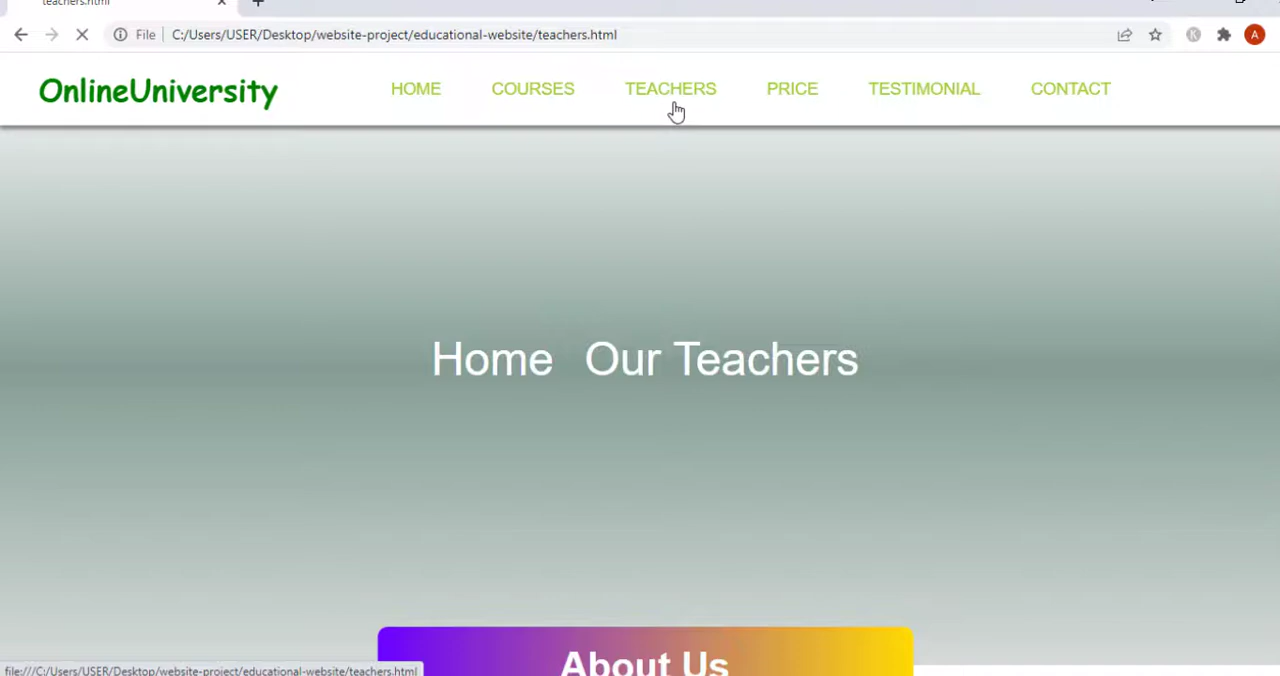 teachers.html
File C:/Users/USER/Desktop/website-project/educational-website/teachers.html
A
OnlineUniversity HOME COURSES TEACHERS PRICE TESTIMONIAL CONTACT
Home Our Teachers
About Us
file:///C:/Users/USER/Desktop/website-project/educational-website/teachers.html